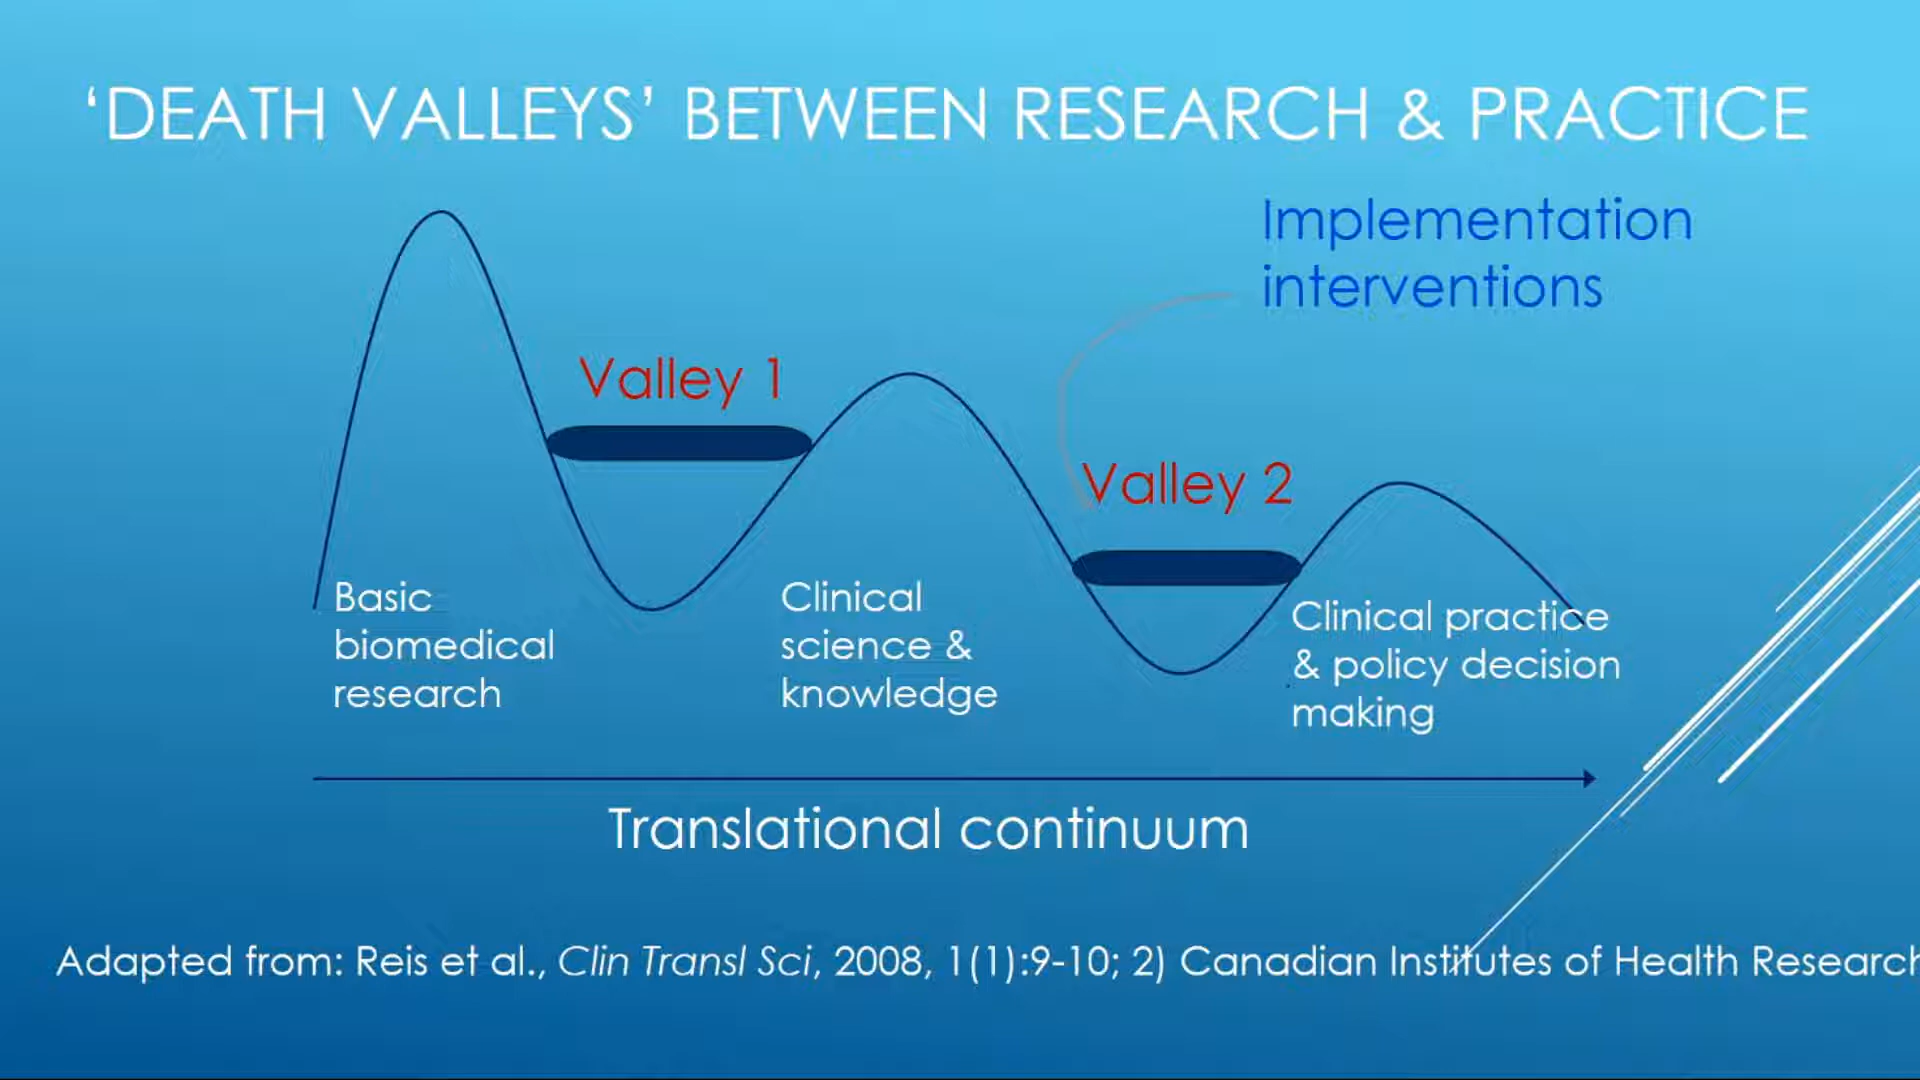 ‘DEATH VALLEYS’ BETWEEN RESEARCH & PRACTICE
Implementation
interventions
Valley 1
Valley 2
Basic
biomedical
research
Clinical
science &
knowledge
Clinical practice
& policy decision
making
Translational continuum
Adapted from: Reis et al., Clin Transl Sci, 2008, 1(1):9-10; 2) Canadian Institutes of Health Research